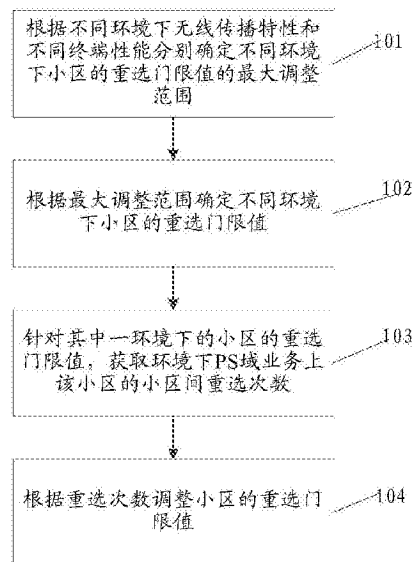 根据不同环境下无线传播特性和
不同终端性能分别确定不同环境
下小区的重选门限值的最大调整
范围
101
根据最大调整范围确定不同环境
下小区的重选门限值
102
针对其中一环境下的小区的重选
门限值，获取环境下PS域业务上
该小区的小区间重选次数
103
根据重选次数调整小区的重选门
限值
104